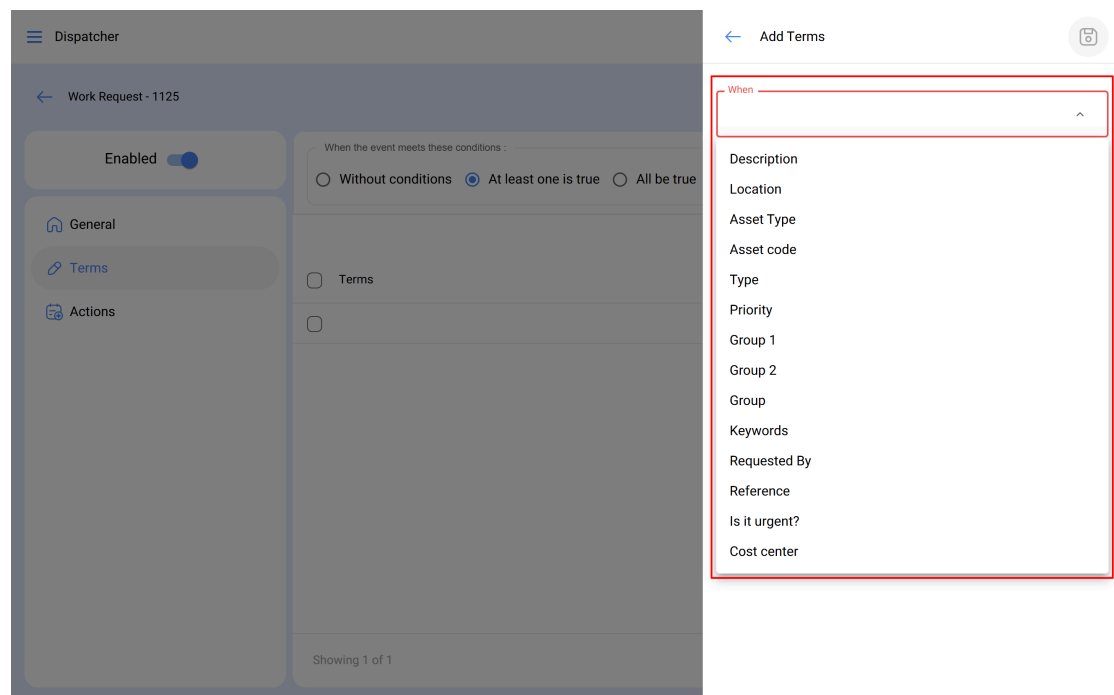 Dispatcher
Work Request - 1125
Enabled
General
Terms
Actions
When the event meets these conditions :
Without conditions At least one is true All be true
Terms
Showing 1 of 1
Add Terms
When
Description
Location
Asset Type
Asset code
Type
Priority
Group 1
Group 2
Group
Keywords
Requested By
Reference
Is it urgent?
Cost center